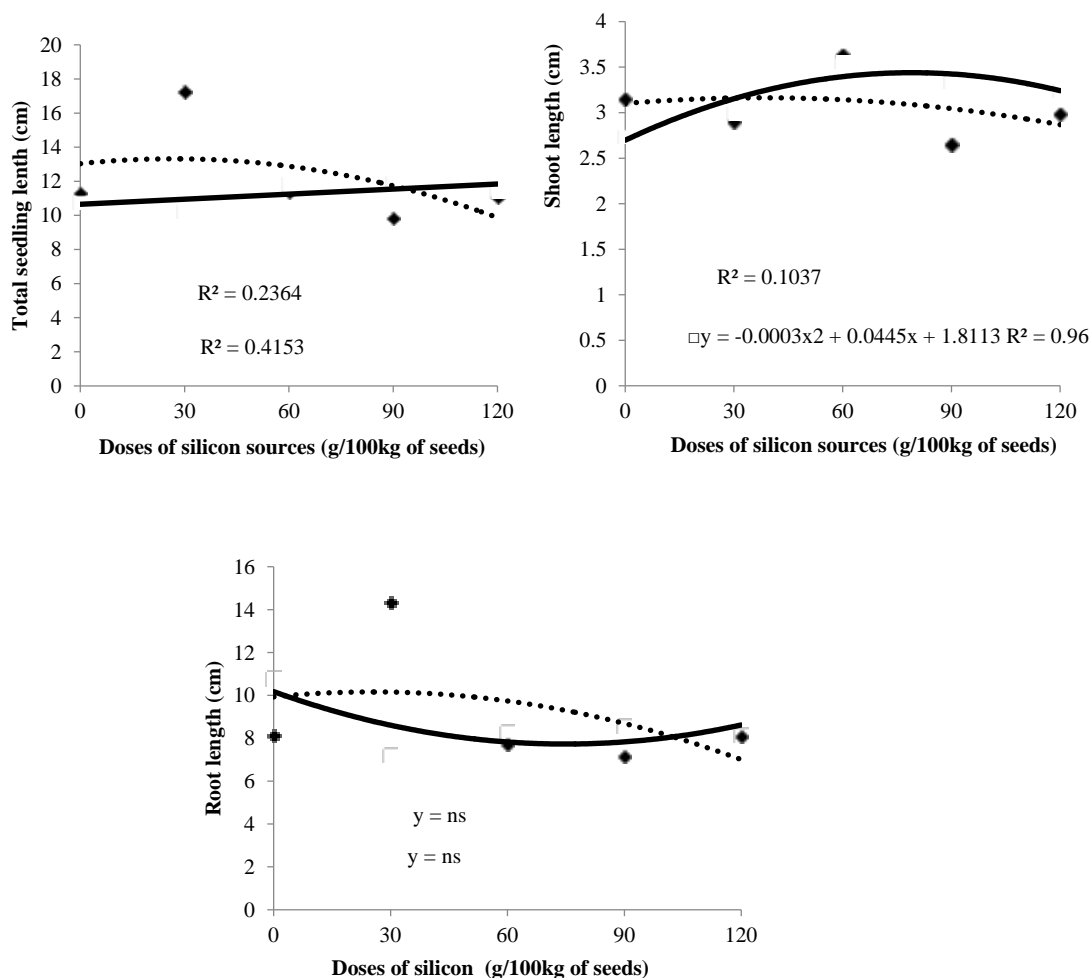 Total seedling lenth (cm)
20
18
16
14
12
10
8
6
4
2
0
R² = 0.2364
R² = 0.4153
0 30 60 90 120
Doses of silicon sources (g/100kg of seeds)
Shoot length (cm)
4
3.5
3
2.5
2
1.5
1
0.5
0
R² = 0.1037
□y = -0.0003x2 + 0.0445x + 1.8113 R² = 0.96
0 30 60 90 120
Doses of silicon sources (g/100kg of seeds)
Root length (cm)
16
14
12
10
8
6
4
2
0
y = ns
y = ns
0 30 60 90 120
Doses of silicon (g/100kg of seeds)